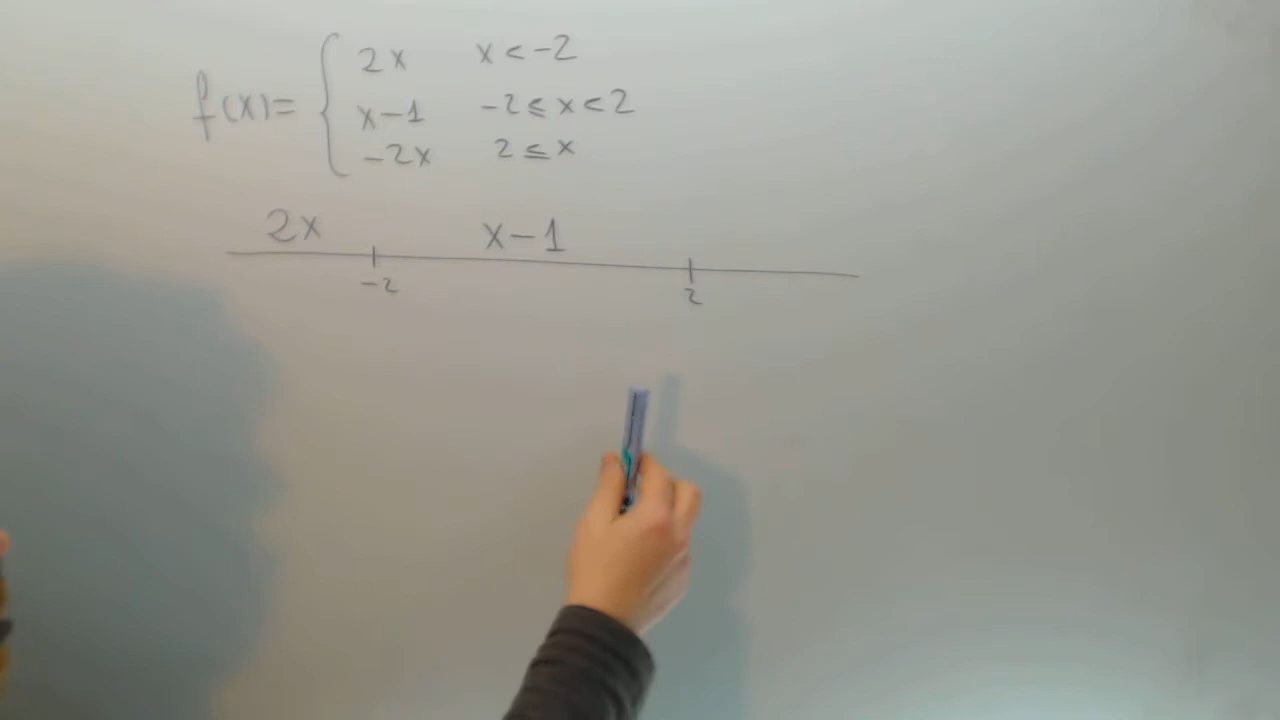 f(x)= { 2x x < -2
x-1 -2 ≤ x < 2
-2x 2 ≤ x
2x x-1
-2 2